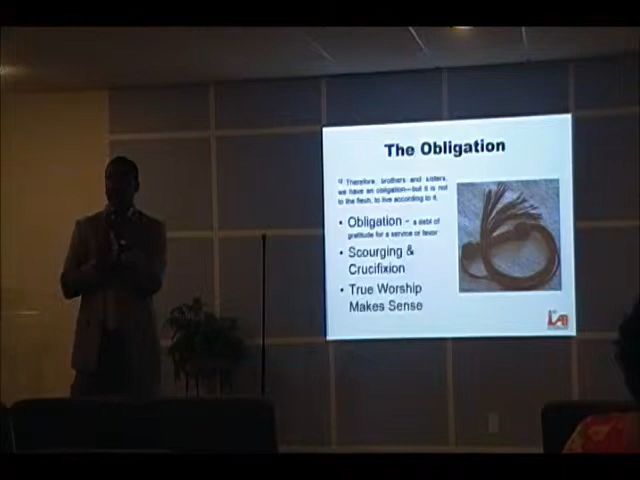 The Obligation
12 Therefore, brothers and sisters,
we have an obligation—but it is not
to the flesh, to live according to it.
• Obligation - a debt of
gratitude for a service or favor
• Scourging &
Crucifixion
• True Worship
Makes Sense